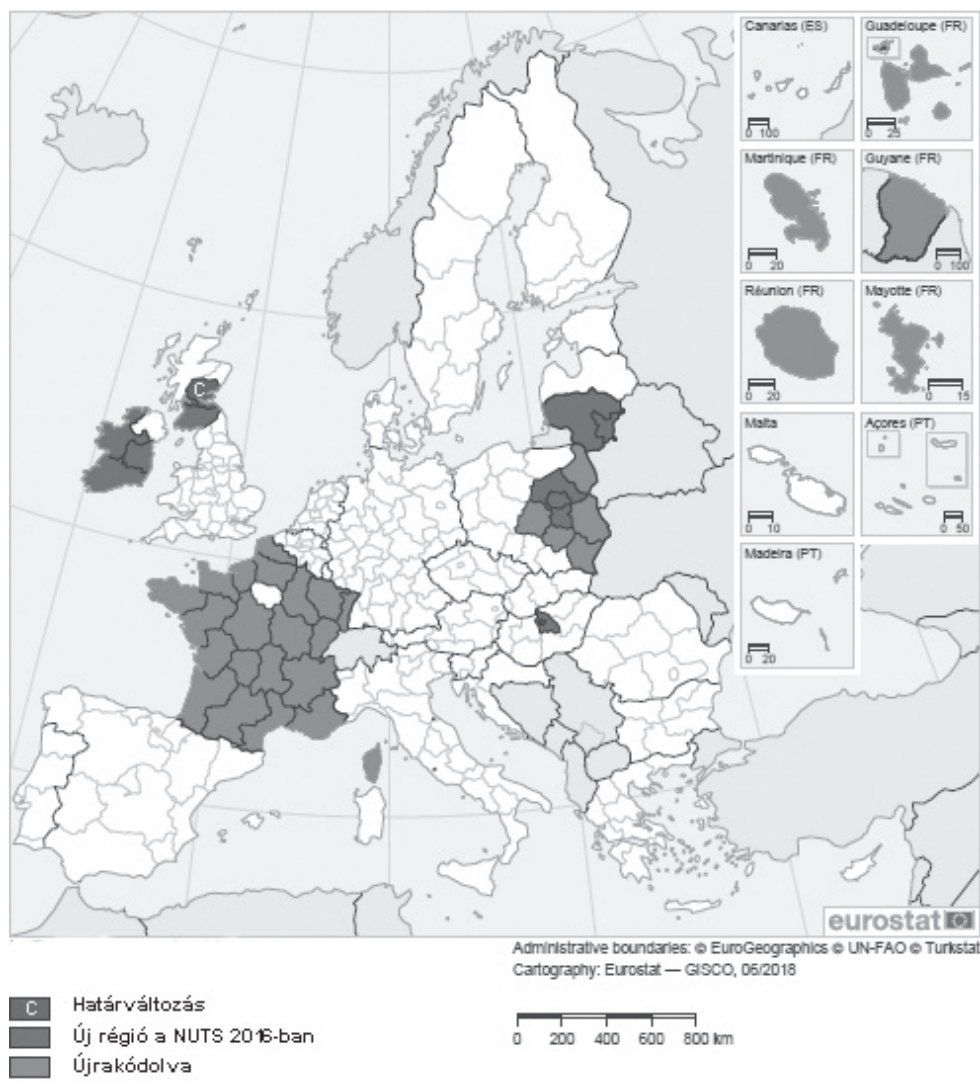 Canarias (ES)
0 100
Guadeloupe (FR)
0 25
Martinique (FR)
0 20
Guyane (FR)
0 100
Réunion (FR)
0 20
Mayotte (FR)
0 15
Malta
0 10
Açores (PT)
0 50
Madeira (PT)
0 20
C
eurostat
Administrative boundaries: © EuroGeographics © UN-FAO © Turkstat
Cartography: Eurostat — GISCO, 06/2018
C Határváltozás
Új régió a NUTS 2016-ban
Újrakódolva
0 200 400 600 800 km